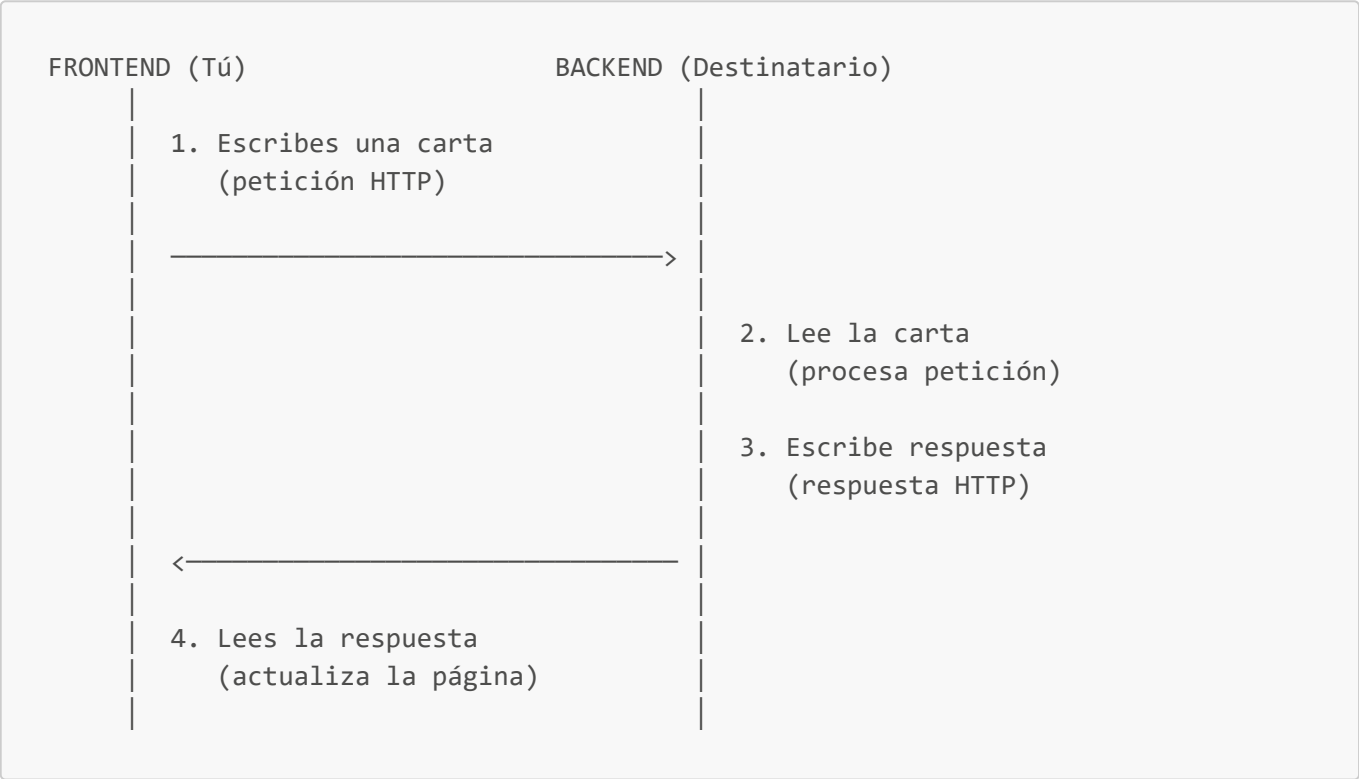 FRONTEND (Tú) BACKEND (Destinatario)
1. Escribes una carta
(petición HTTP)
2. Lee la carta
(procesa petición)
3. Escribe respuesta
(respuesta HTTP)
4. Lees la respuesta
(actualiza la página)